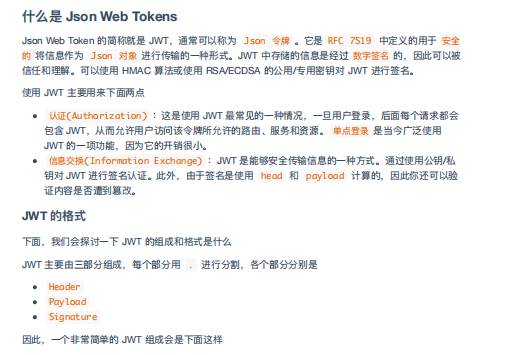 什么是 Json Web Tokens
Json Web Token 的简称就是 JWT，通常可以称为 Json 令牌 。它是 RFC 7519 中定义的用于 安全
的 将信息作为 Json 对象 进行传输的一种形式。JWT 中存储的信息是经过 数字签名 的，因此可以被
信任和理解。可以使用 HMAC 算法或使用 RSA/ECDSA 的公用/专用密钥对 JWT 进行签名。
使用 JWT 主要用来下面两点
• 认证(Authorization) ：这是使用 JWT 最常见的一种情况，一旦用户登录，后面每个请求都会
包含 JWT，从而允许用户访问该令牌所允许的路由、服务和资源。 单点登录 是当今广泛使用
JWT 的一项功能，因为它的开销很小。
• 信息交换(Information Exchange) ：JWT 是能够安全传输信息的一种方式。通过使用公钥/私
钥对 JWT 进行签名认证。此外，由于签名是使用 head 和 payload 计算的，因此你还可以验
证内容是否遭到篡改。
JWT 的格式
下面，我们会探讨一下 JWT 的组成和格式是什么
JWT 主要由三部分组成，每个部分用 . 进行分割，各个部分分别是
• Header
• Payload
• Signature
因此，一个非常简单的 JWT 组成会是下面这样